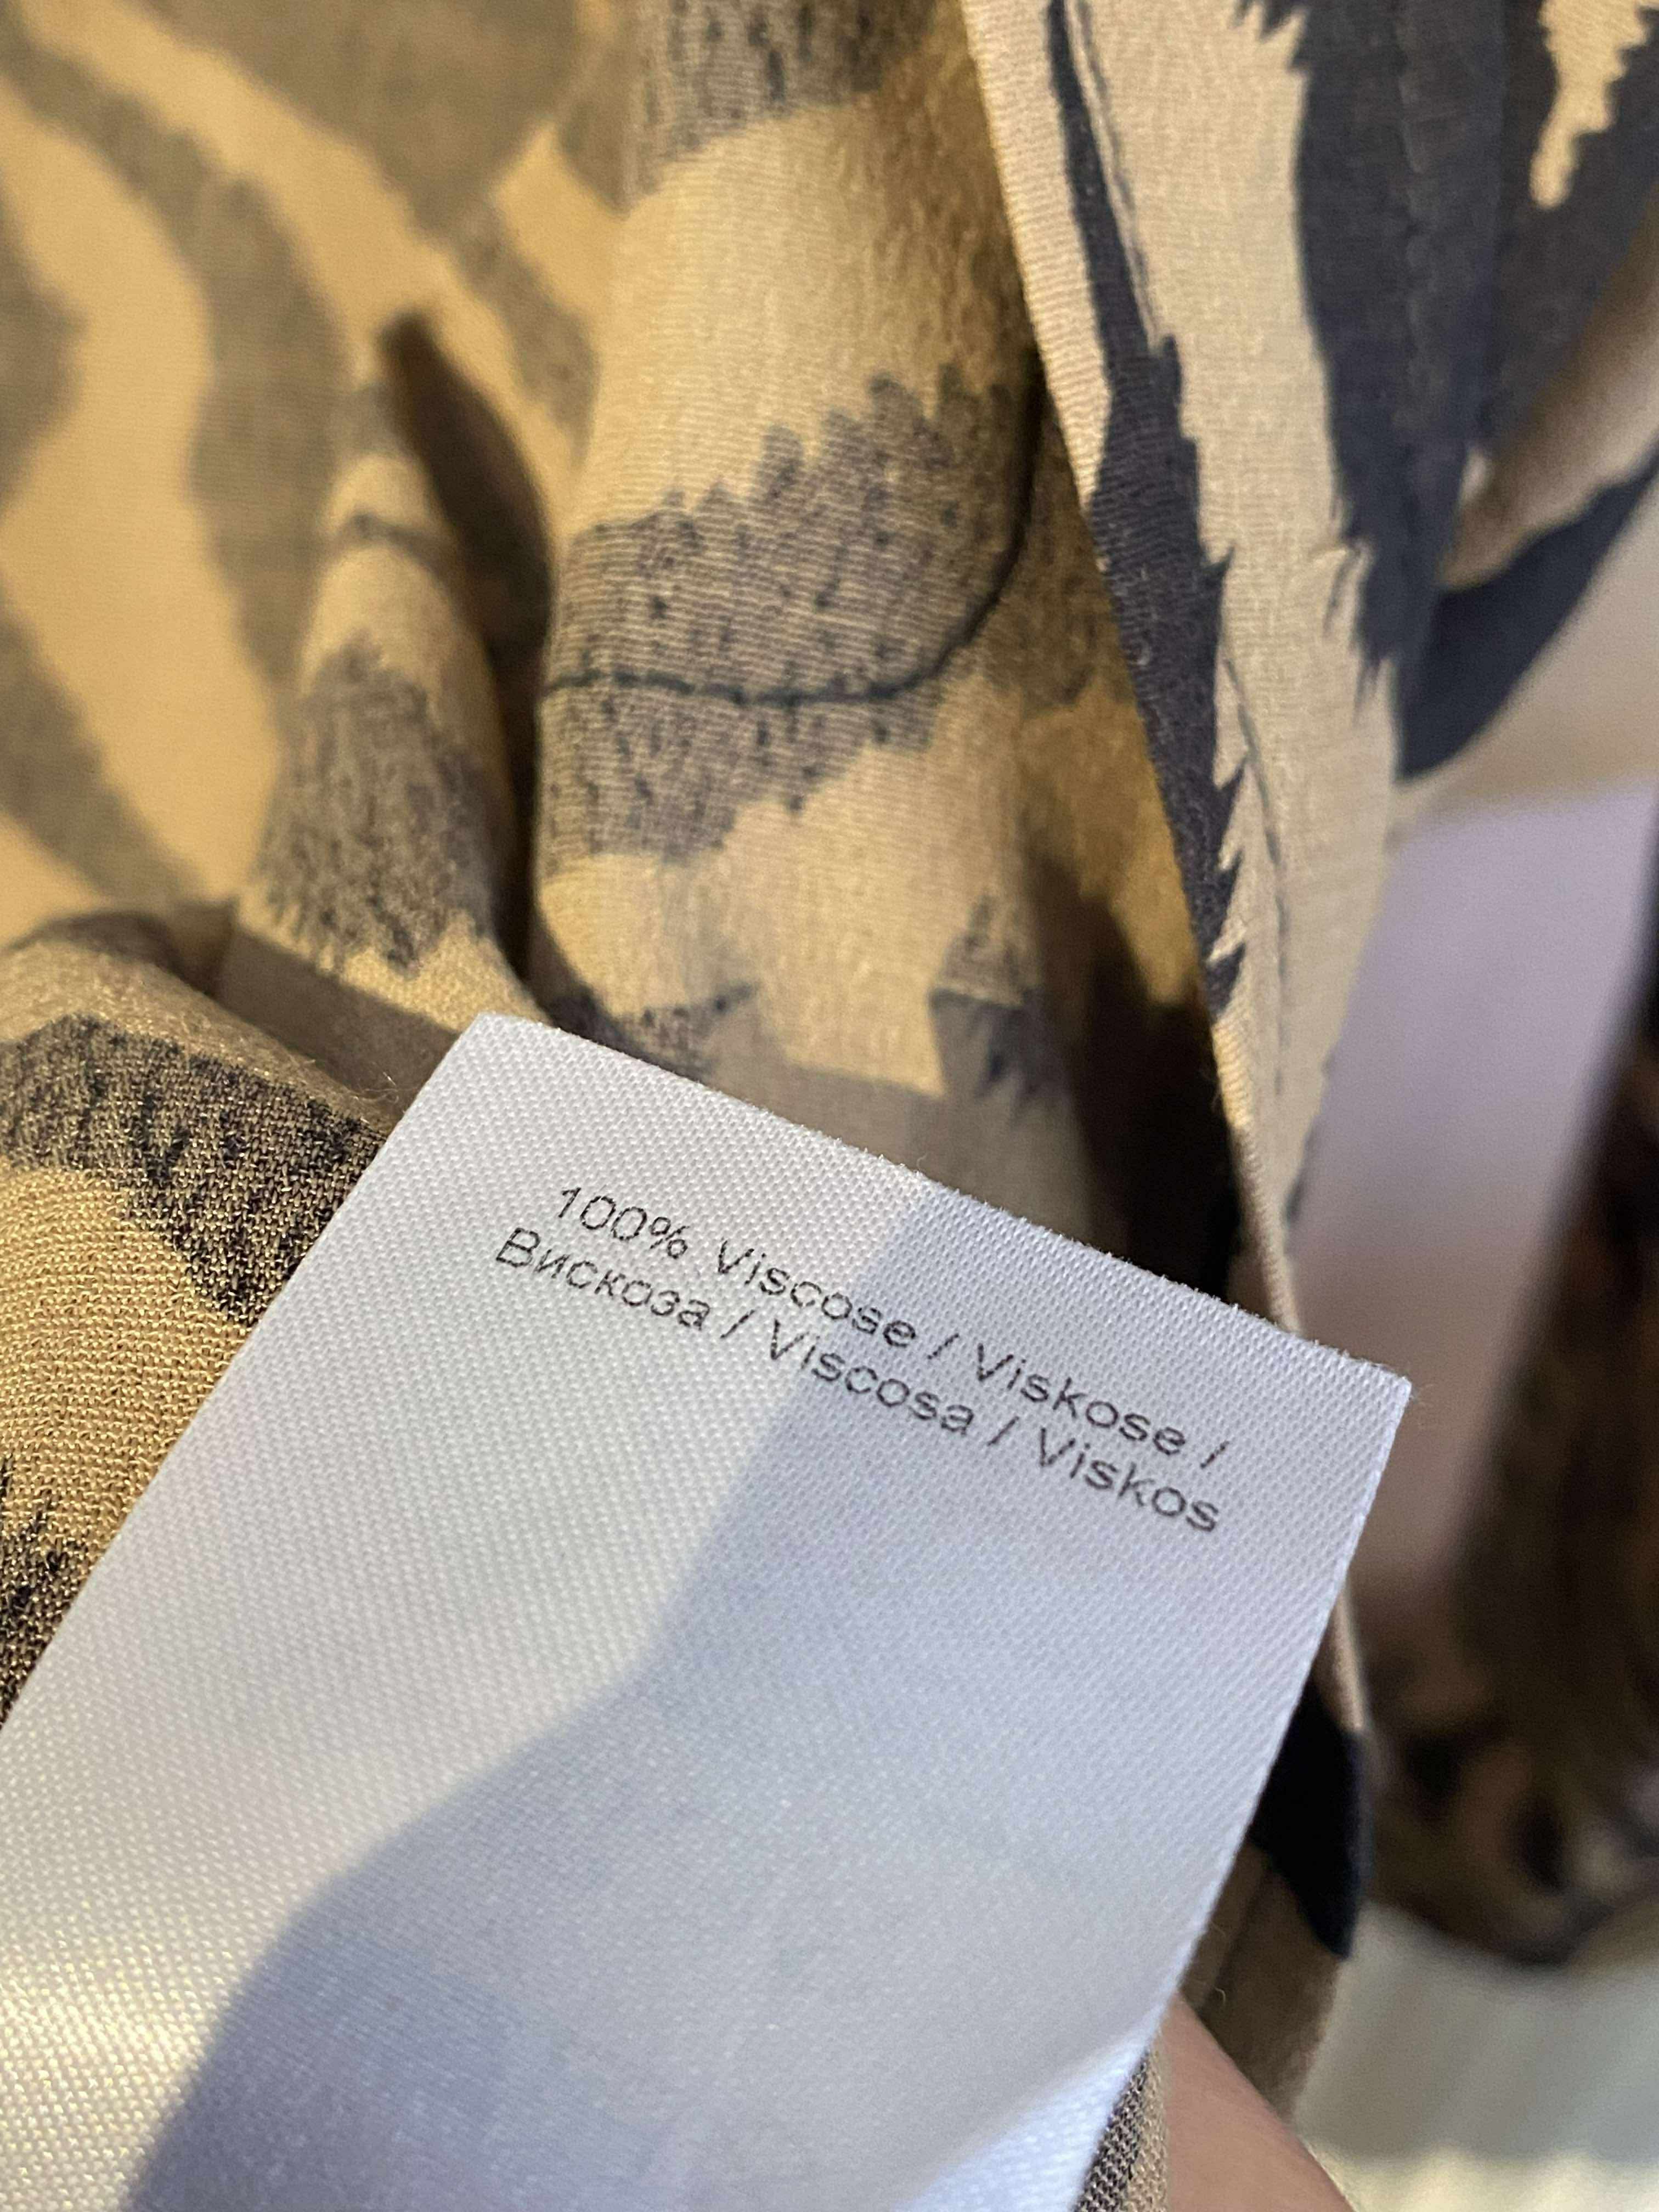 100% Viscose / Viskose /
Вискоза / Viscosa / Viskos